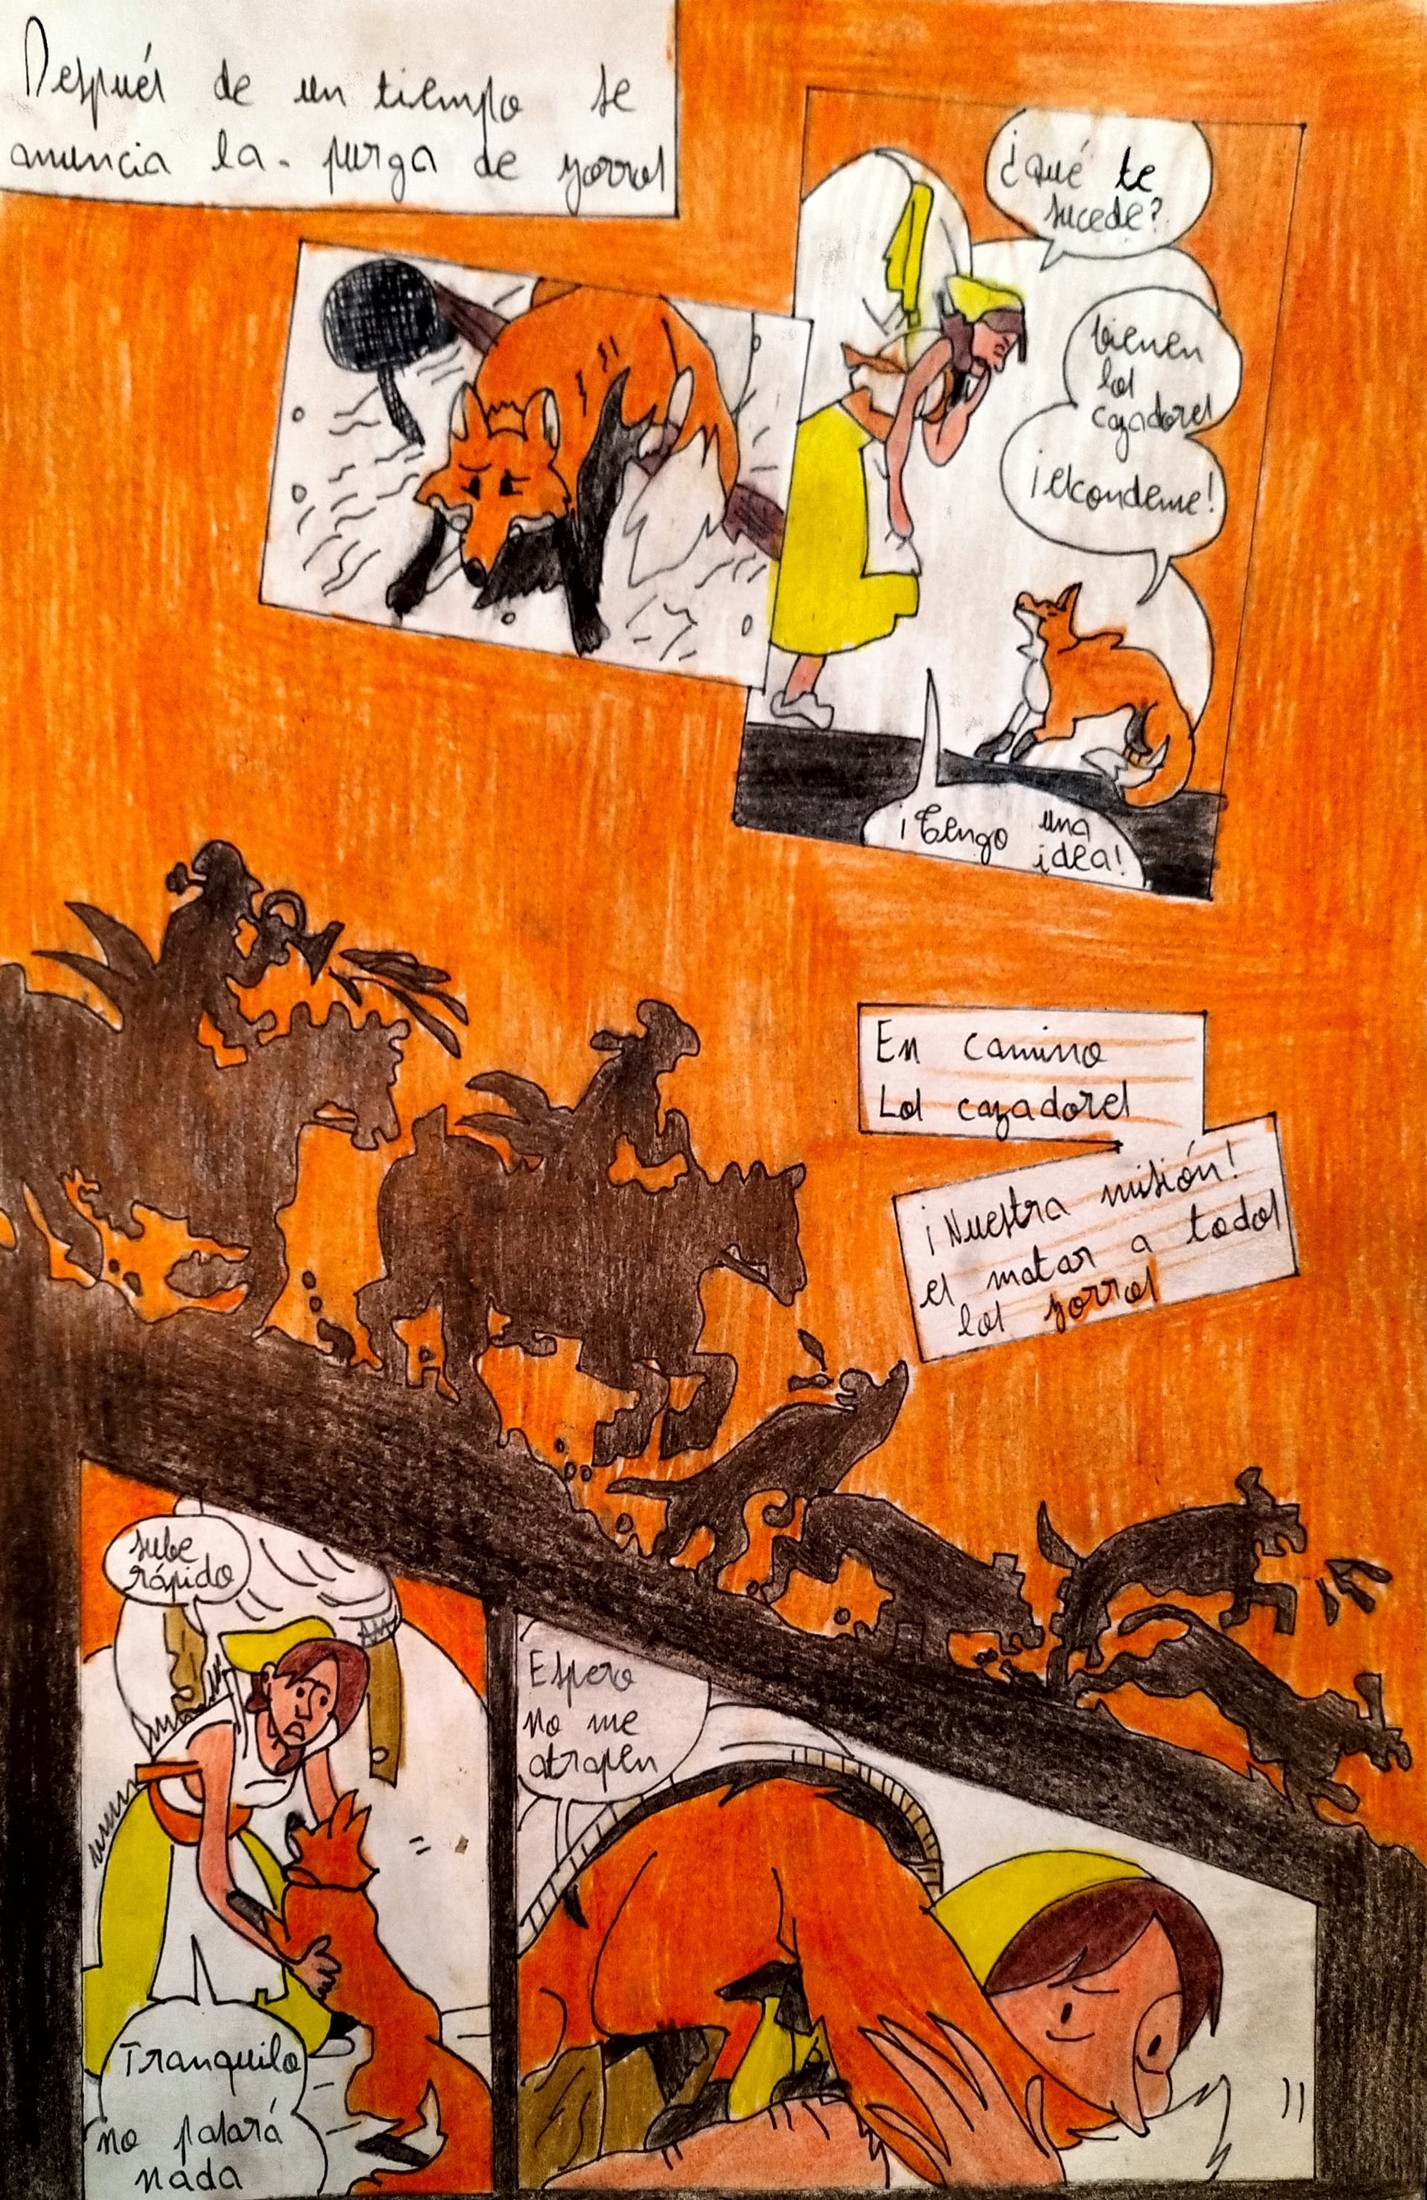 Después de un tiempo se
anuncia la- purga de zorros
¿qué te
sucede?
bienen
los
cazadores
¡escondeme!
¡Tengo una
idea!
En camino
Los cazadores
¡Nuestra misión!
es matar a todos
los zorros
sube
rápido
Tranquilo
no pasará
nada
Espero
no me
atrapen